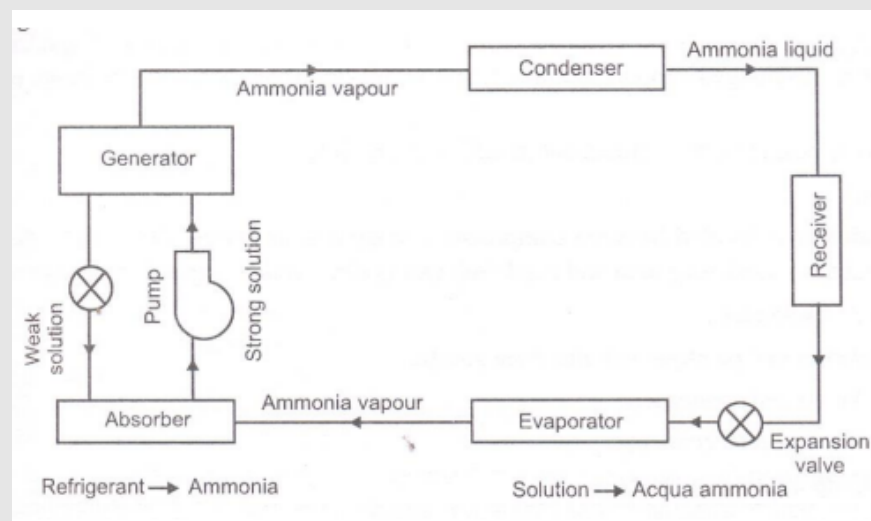 Ammonia liquid
Condenser
Ammonia vapour
Generator
Receiver
Pump
Strong solution
Weak
solution
Absorber
Ammonia vapour
Evaporator
Expansion
valve
Refrigerant → Ammonia
Solution → Acqua ammonia